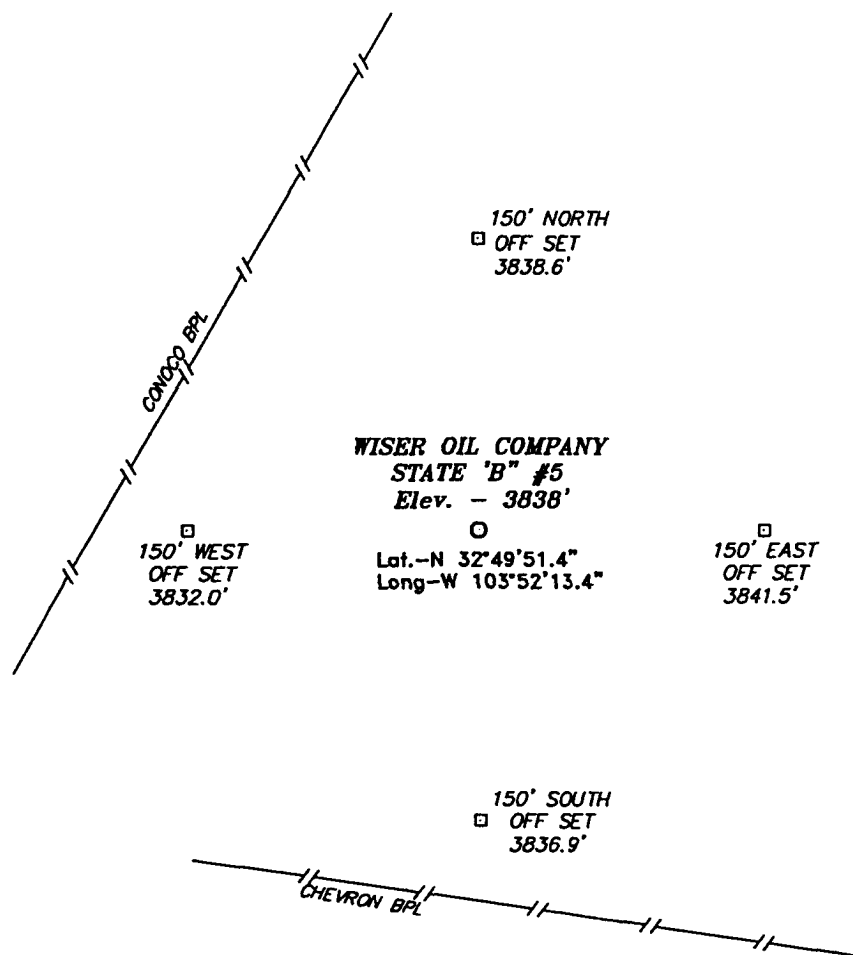 150' NORTH
OFF SET
3838.6'
CONOCO BPL
WISER OIL COMPANY
STATE 'B" #5
Elev. - 3838'
150' WEST
OFF SET
3832.0'
Lat.-N 32°49'51.4"
Long-W 103°52'13.4"
150' EAST
OFF SET
3841.5'
150' SOUTH
OFF SET
3836.9'
CHEVRON BPL